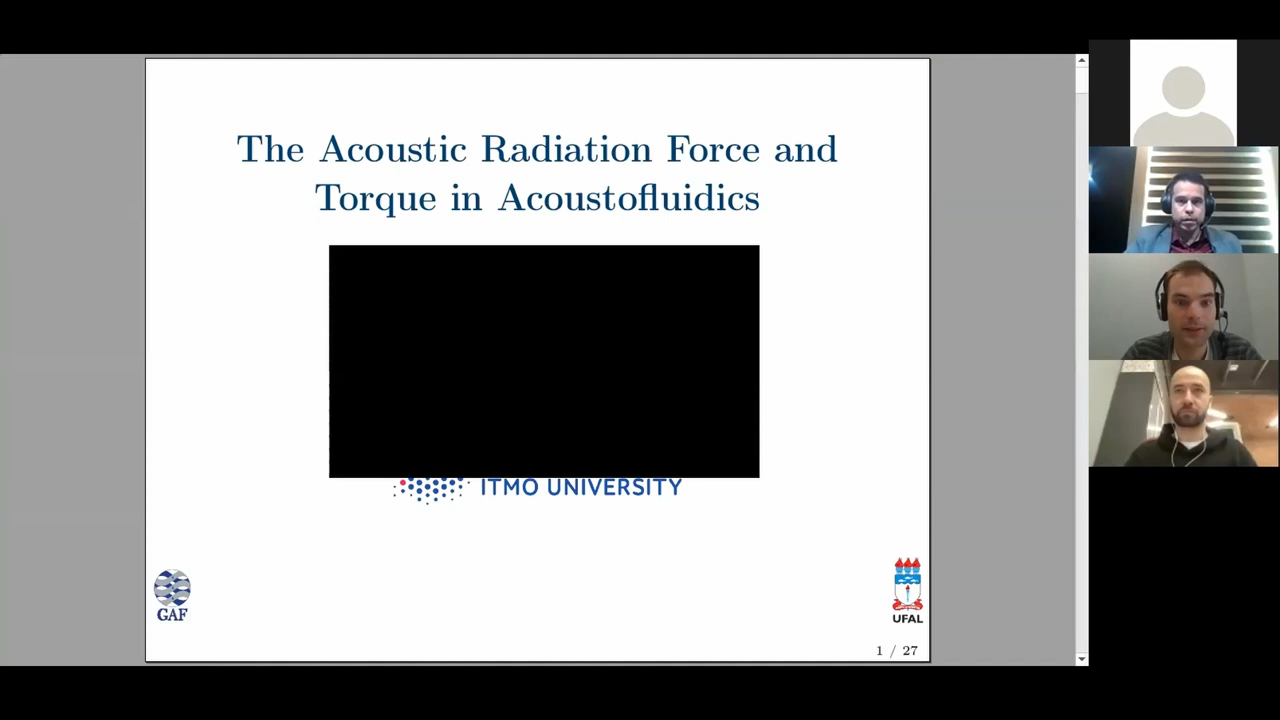 The Acoustic Radiation Force and
Torque in Acoustofluidics
ITMO UNIVERSITY
GAF
UFAL
1 / 27